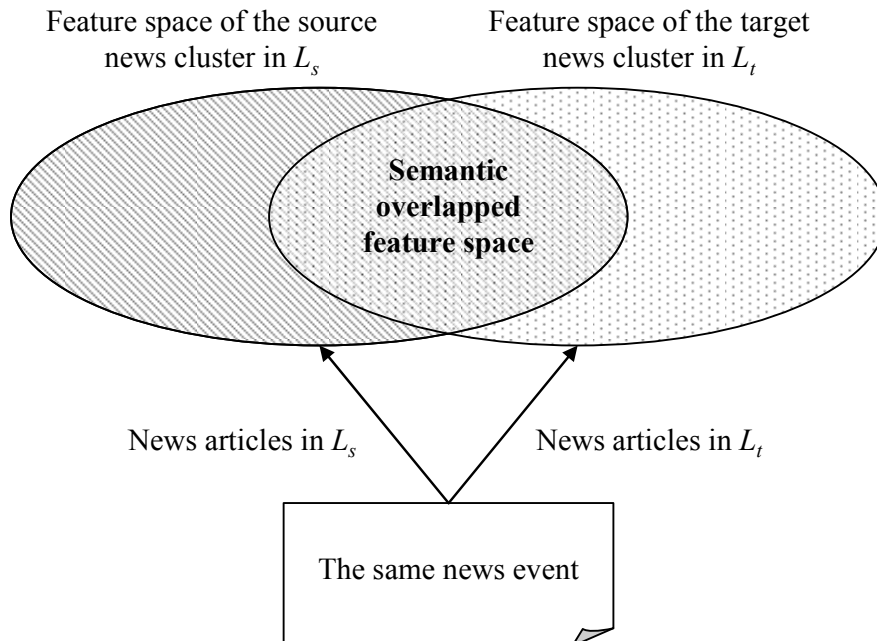 Feature space of the source
news cluster in Ls
Feature space of the target
news cluster in Lt
Semantic
overlapped
feature space
News articles in Ls
News articles in Lt
The same news event